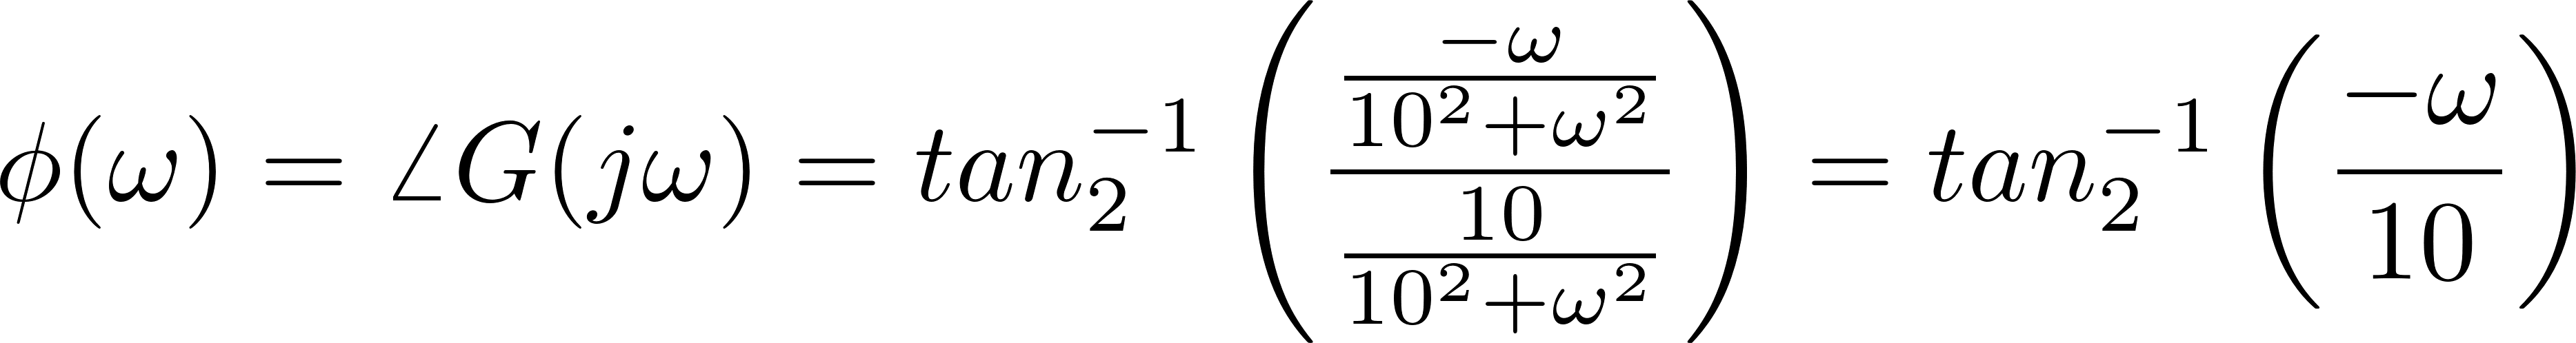 ϕ(ω) = ∠G(jω) = tan₂⁻¹ ( (−ω/(10²+ω²)) / (10/(10²+ω²)) ) = tan₂⁻¹ ( −ω/10 )